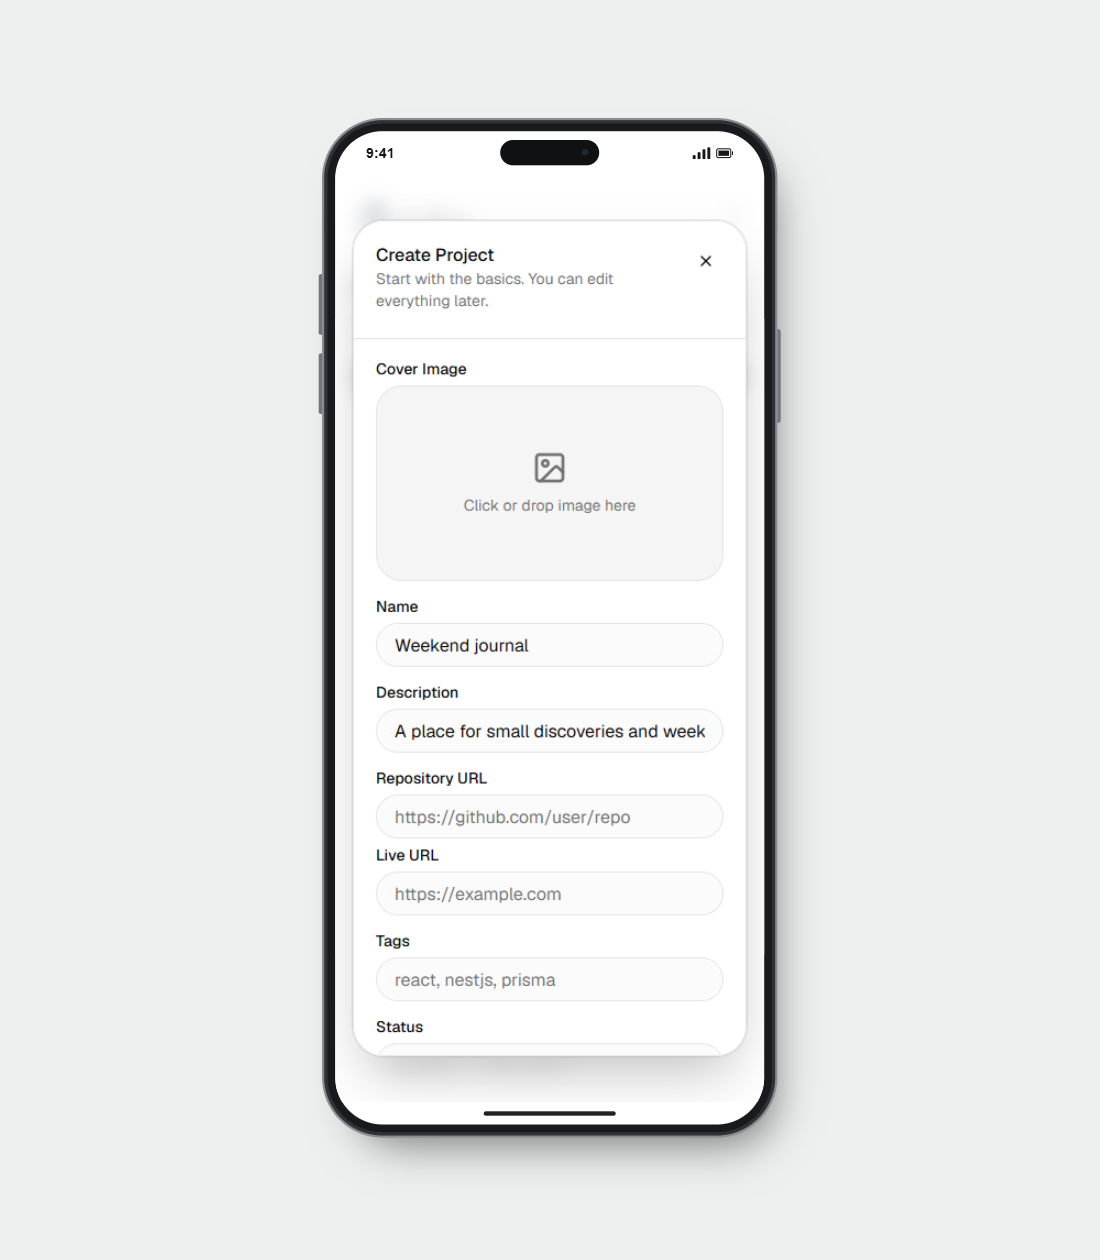 9:41
Create Project
Start with the basics. You can edit
everything later.
Cover Image
Click or drop image here
Name
Weekend journal
Description
A place for small discoveries and week
Repository URL
https://github.com/user/repo
Live URL
https://example.com
Tags
react, nestjs, prisma
Status